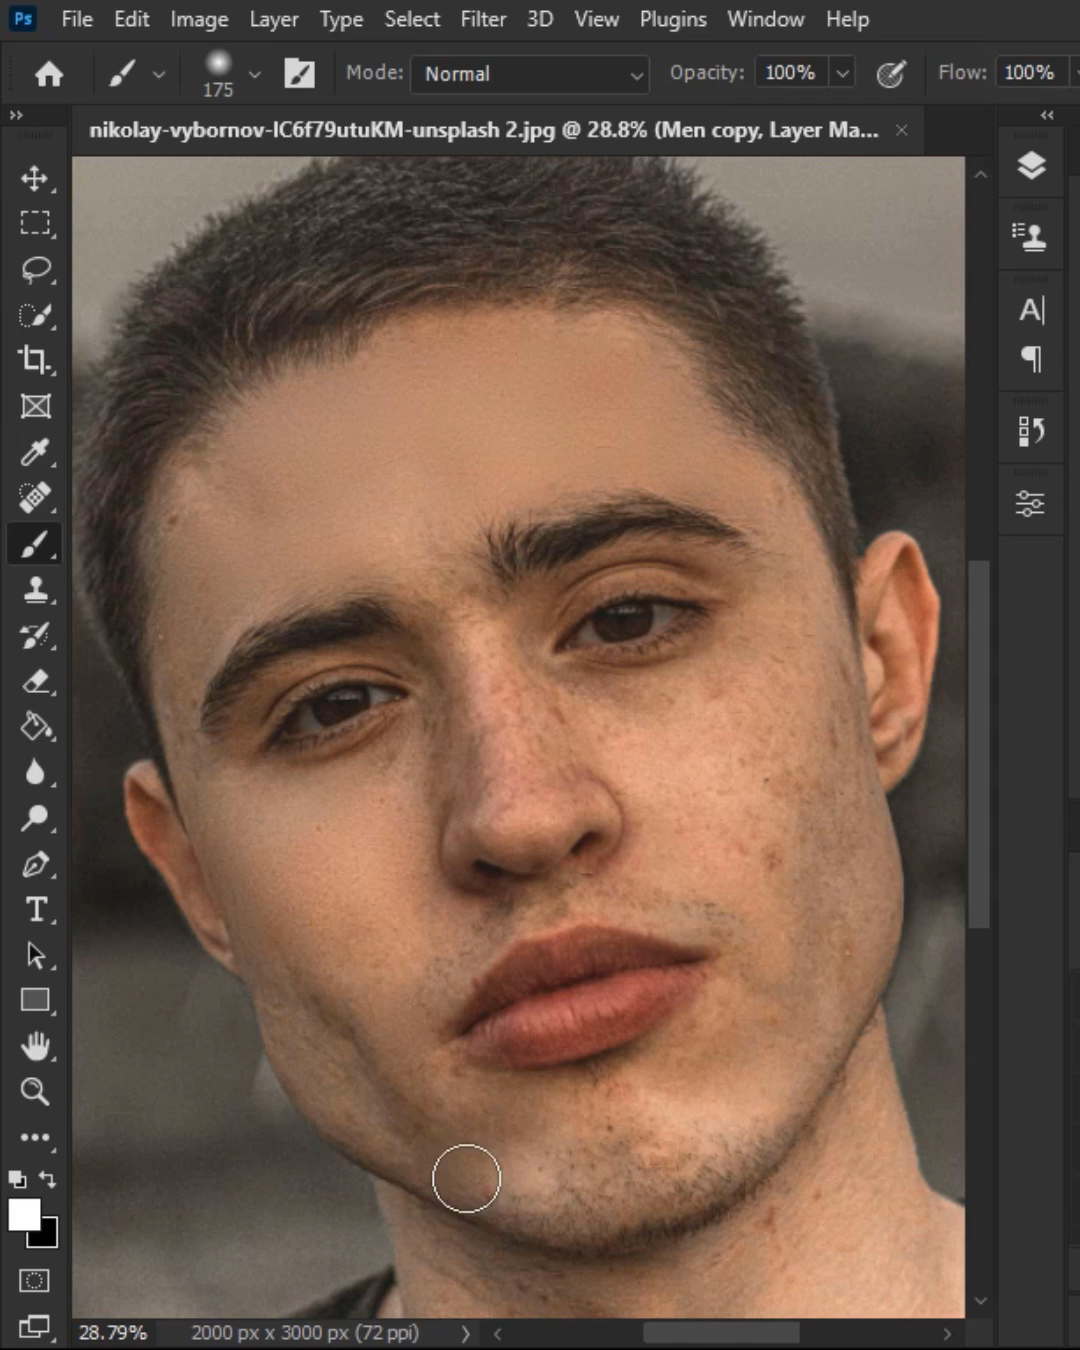 Ps File Edit Image Layer Type Select Filter 3D View Plugins Window Help
175 Mode: Normal Opacity: 100% Flow: 100%
nikolay-vybornov-lC6f79utuKM-unsplash 2.jpg @ 28.8% (Men copy, Layer Ma...
28.79% 2000 px x 3000 px (72 ppi)